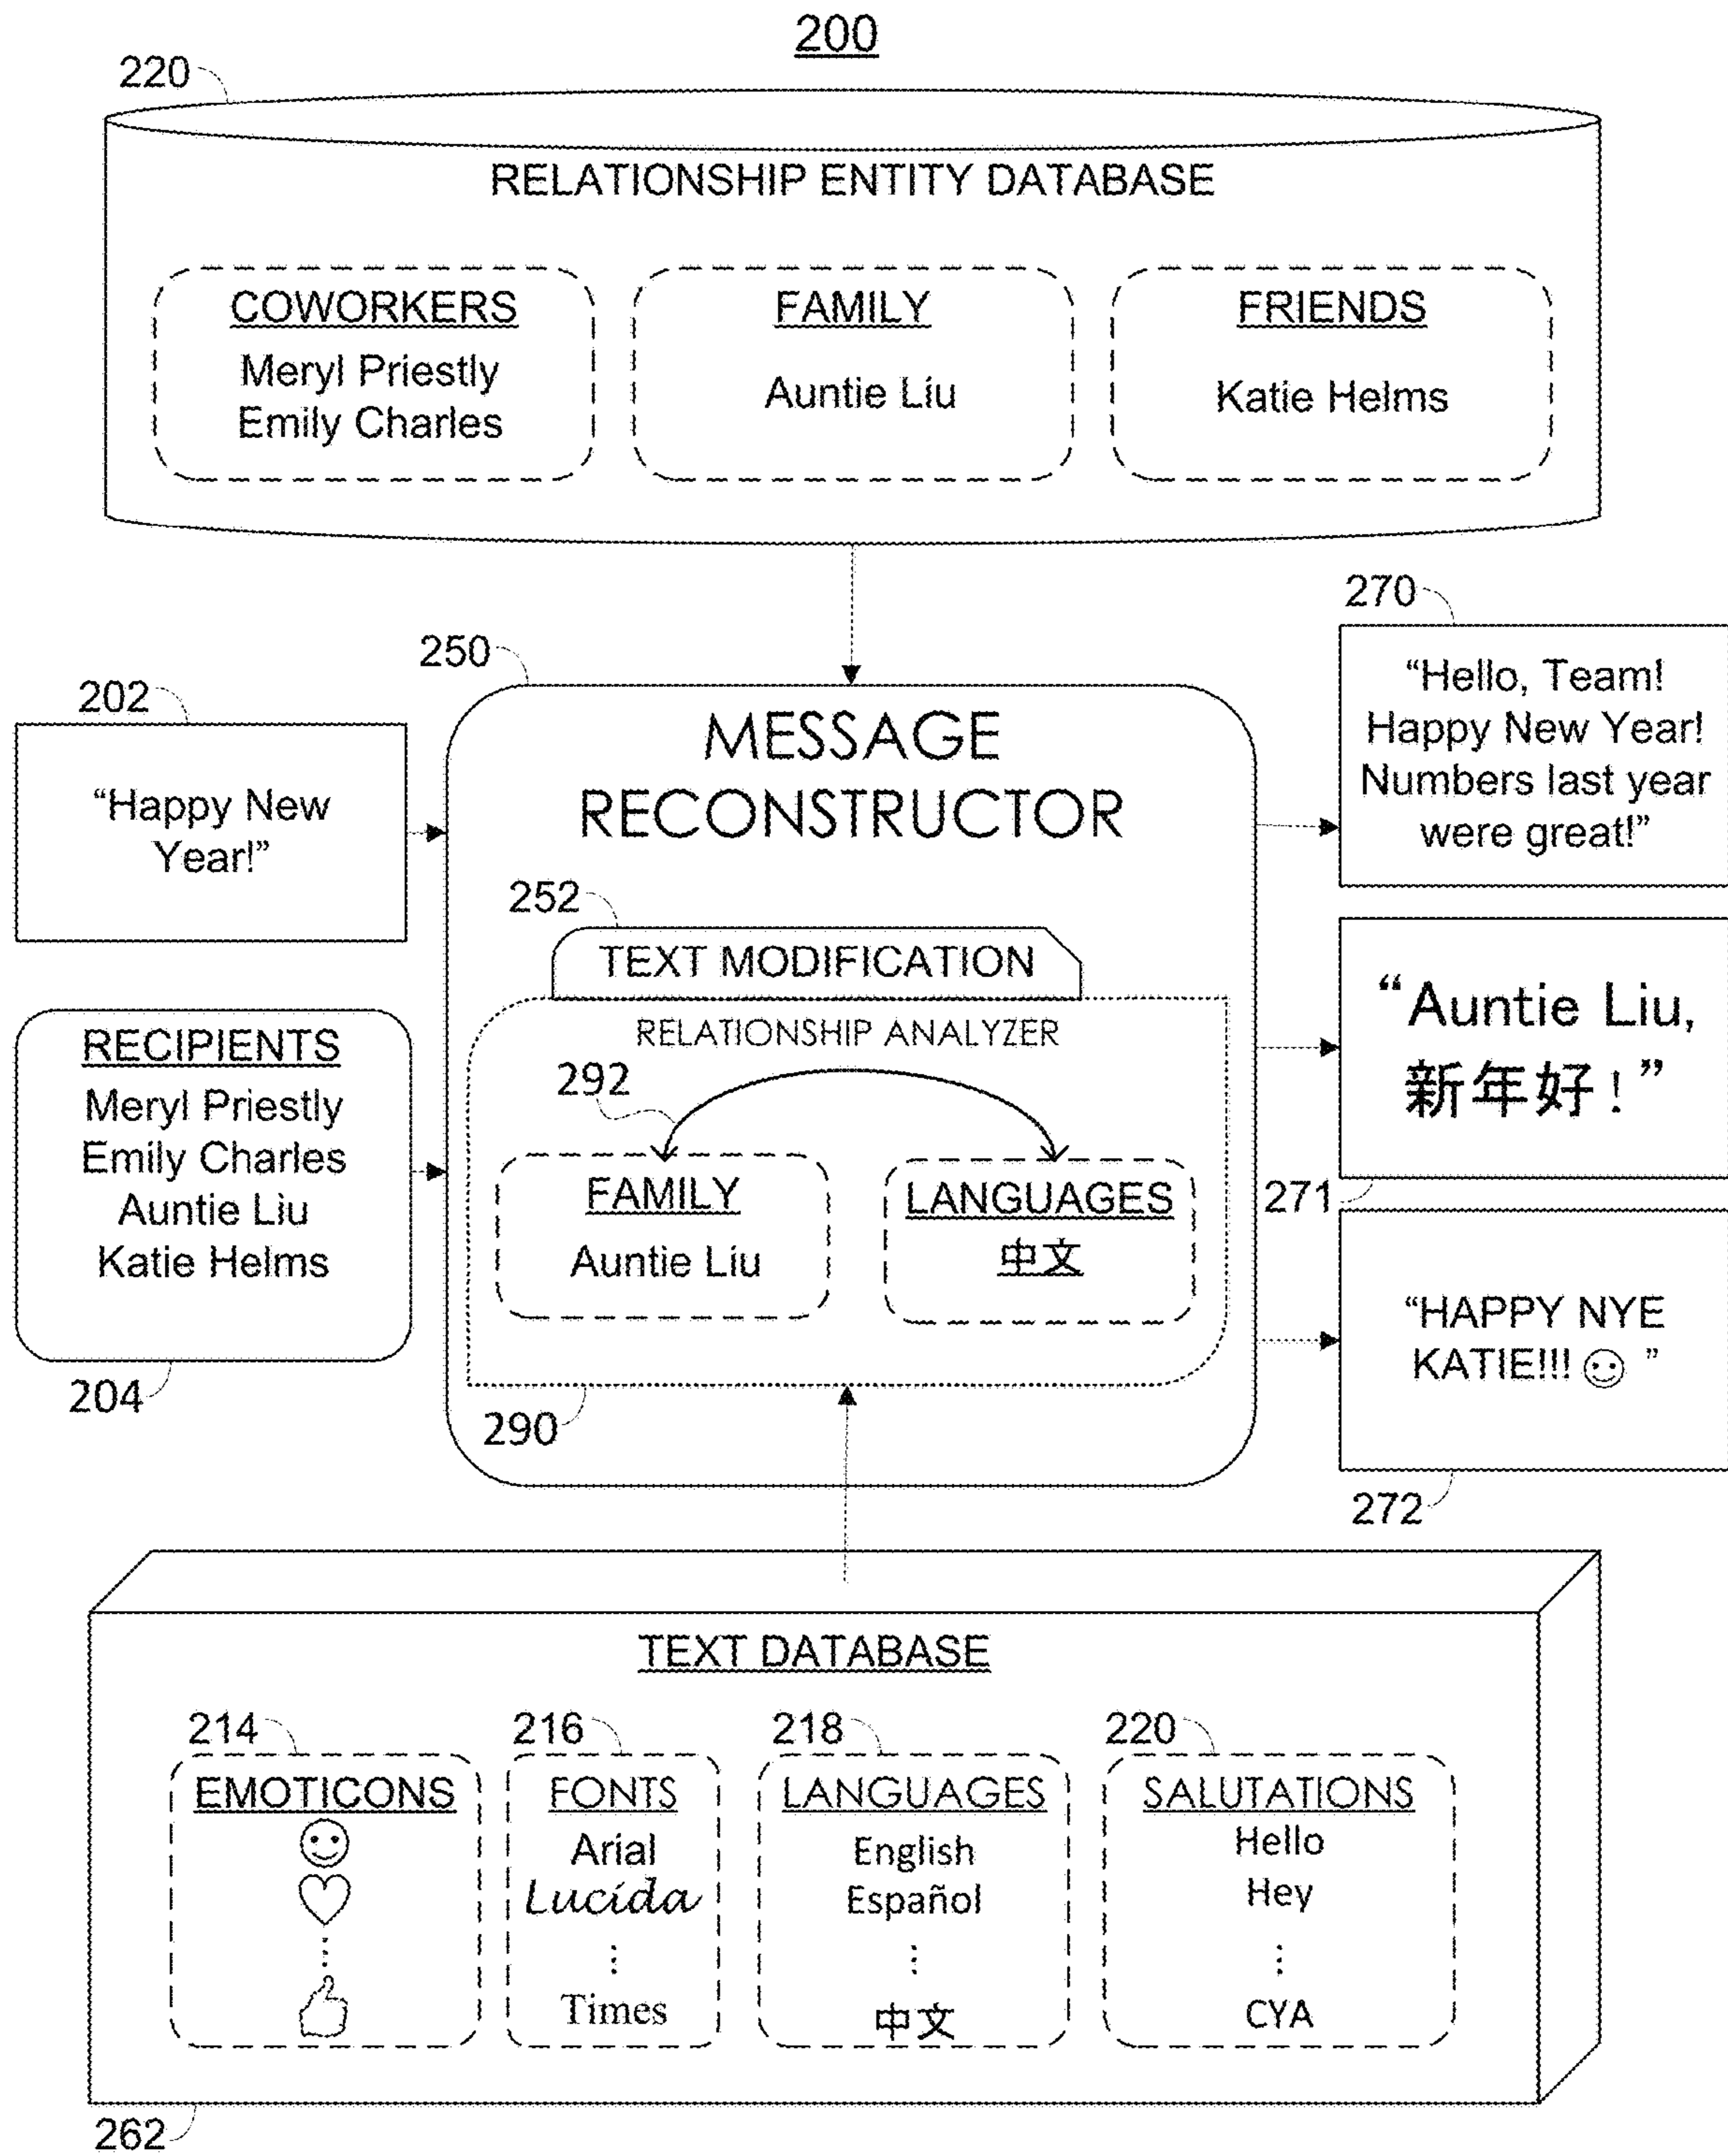 200
220
RELATIONSHIP ENTITY DATABASE
COWORKERS
Meryl Priestly
Emily Charles
FAMILY
Auntie Liu
FRIENDS
Katie Helms
202
“Happy New
Year!”
RECIPIENTS
Meryl Priestly
Emily Charles
Auntie Liu
Katie Helms
204
250
MESSAGE
RECONSTRUCTOR
252
TEXT MODIFICATION
RELATIONSHIP ANALYZER
292
FAMILY
Auntie Liu
LANGUAGES
中文
290
270
“Hello, Team!
Happy New Year!
Numbers last year
were great!”
“Auntie Liu,
新年好!”
271
“HAPPY NYE
KATIE!!!☺ ”
272
TEXT DATABASE
214
EMOTICONS
216
FONTS
Arial
Lucida
⋮
Times
218
LANGUAGES
English
Español
⋮
中文
220
SALUTATIONS
Hello
Hey
⋮
CYA
262